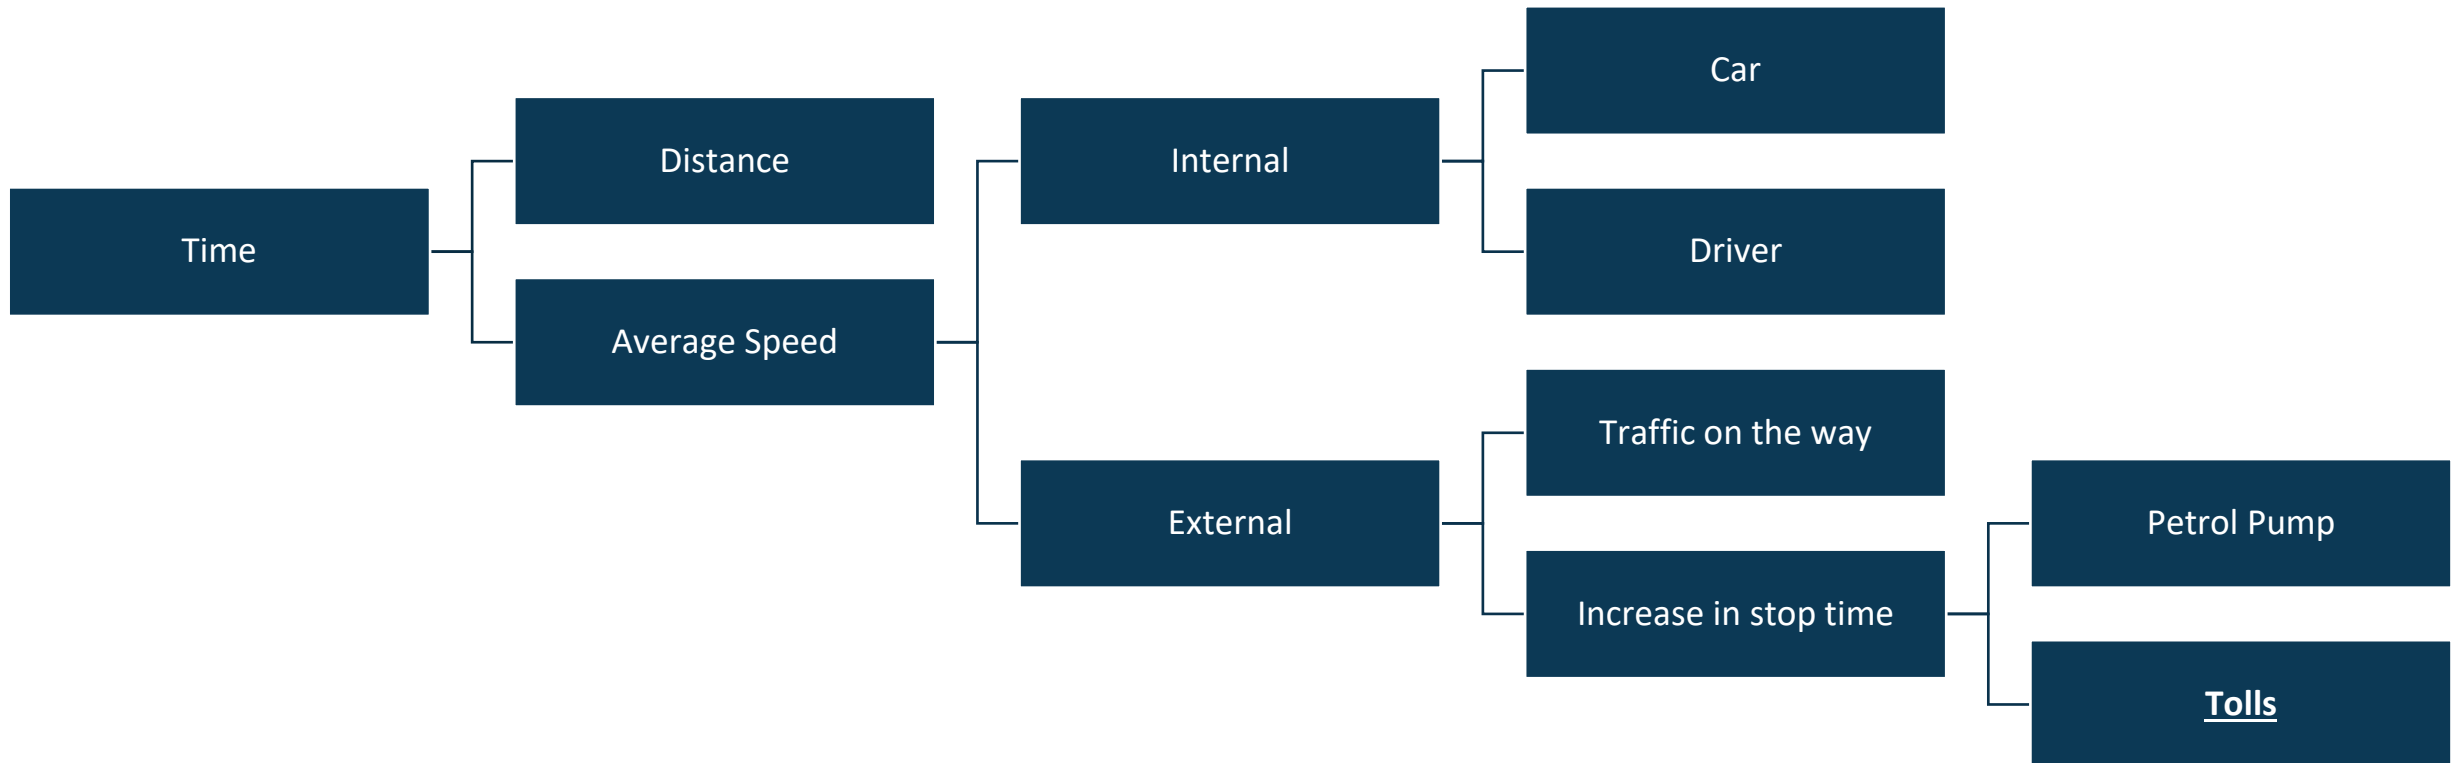 Car
Distance
Internal
Time
Driver
Average Speed
Traffic on the way
External
Petrol Pump
Increase in stop time
Tolls